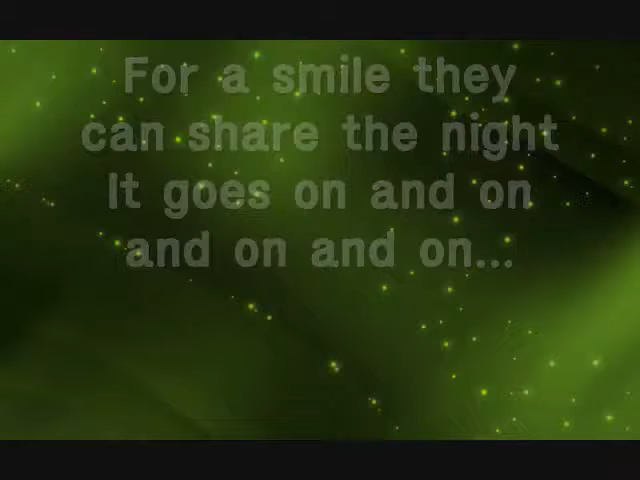 For a smile they
can share the night
It goes on and on
and on and on...